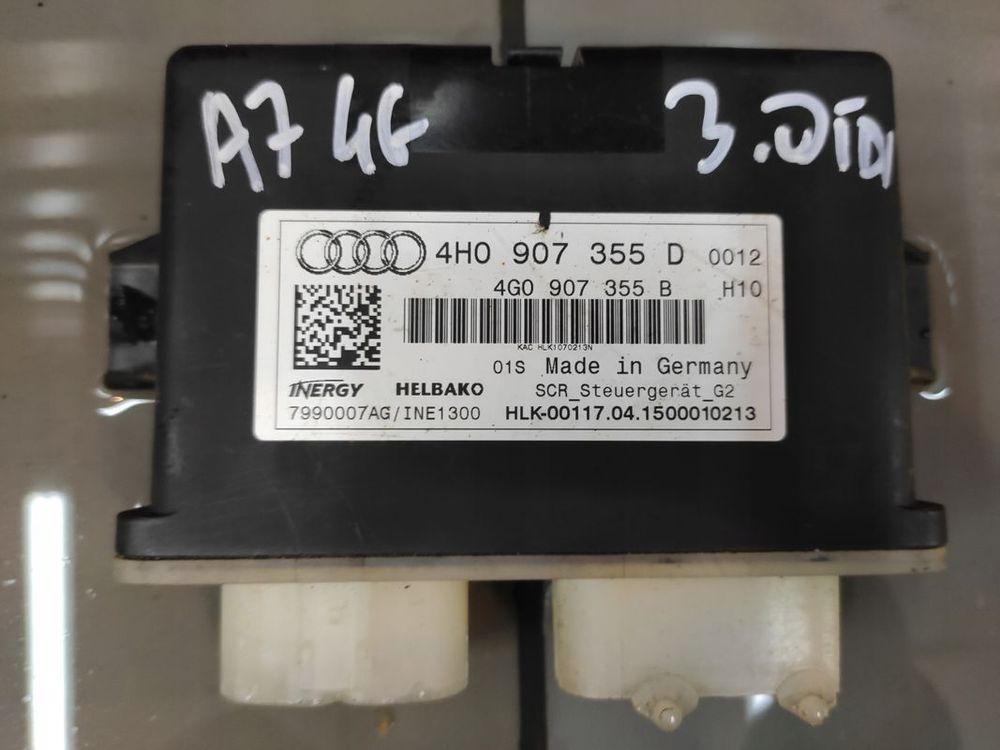 A7 4G 3.0TDI
4H0 907 355 D 0012
4G0 907 355 B H10
KAC HLK1070213N
01S Made in Germany
INERGY HELBAKO SCR_Steuergerät_G2
7990007AG/INE1300 HLK-00117.04.1500010213